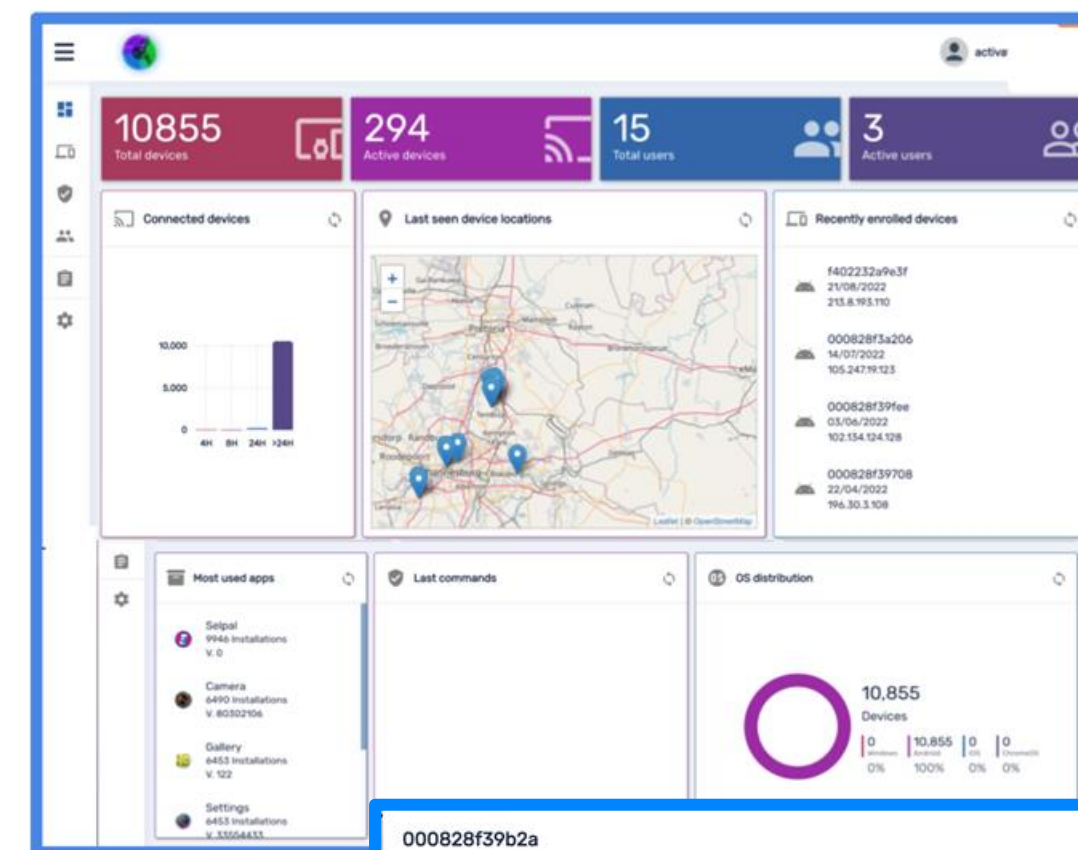 activa
10855
Total devices
294
Active devices
15
Total users
3
Active users
Connected devices
10,000
5,000
0
4H 8H 24H >24H
Last seen device locations
+
−
Pretoria
Centurion
Leaflet | © OpenStreetMap
Recently enrolled devices
f402232a9e3f
21/08/2022
213.8.193.110
000828f3a206
14/07/2022
105.247.19.123
000828f39fee
03/06/2022
102.134.124.128
000828f39708
22/04/2022
196.30.3.108
Most used apps
Selpal
9946 Installations
V. 0
Camera
6490 Installations
V. 80302106
Gallery
6453 Installations
V. 122
Settings
6453 Installations
V. 33554433
Last commands
OS distribution
10,855
Devices
0 10,855 0 0
Windows Android iOS ChromeOS
0% 100% 0% 0%
000828f39b2a